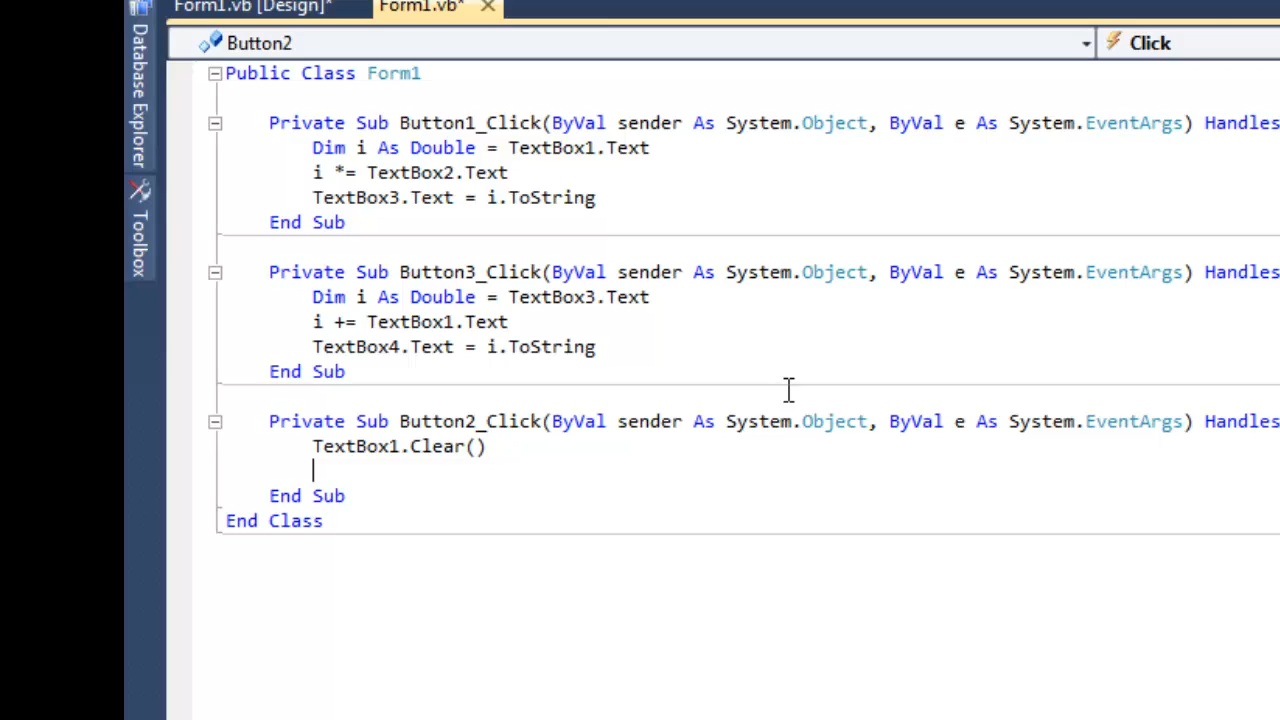 Form1.vb [Design]*
Form1.vb*
Database Explorer
Toolbox
Button2
Click
Public Class Form1
Private Sub Button1_Click(ByVal sender As System.Object, ByVal e As System.EventArgs) Handles
Dim i As Double = TextBox1.Text
i *= TextBox2.Text
TextBox3.Text = i.ToString
End Sub
Private Sub Button3_Click(ByVal sender As System.Object, ByVal e As System.EventArgs) Handles
Dim i As Double = TextBox3.Text
i += TextBox1.Text
TextBox4.Text = i.ToString
End Sub
Private Sub Button2_Click(ByVal sender As System.Object, ByVal e As System.EventArgs) Handles
TextBox1.Clear()
End Sub
End Class